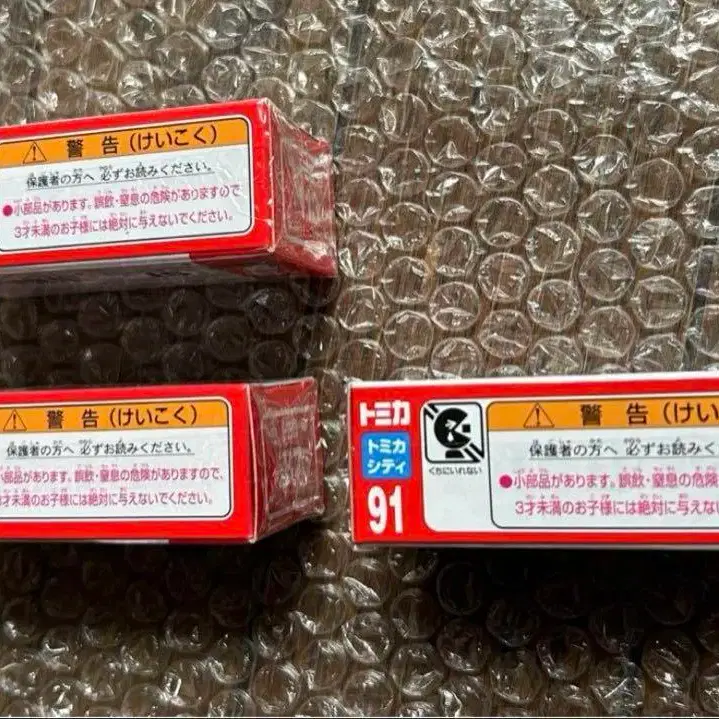 警告(けいこく)
保護者の方へ 必ずお読みください。
●小部品があります。誤飲・窒息の危険がありますので
3才未満のお子様には絶対に与えないでください。
警告(けいこく)
保護者の方へ 必ずお読みください。
小部品があります。誤飲・窒息の危険がありますので、
才未満のお子様には絶対に与えないでください。
トミカ
トミカ
シティ
91
くちにいれない
警告(けい
保護者の方へ 必ずお読みく
●小部品があります。誤飲・窒息の危険
3才未満のお子様には絶対に与えない